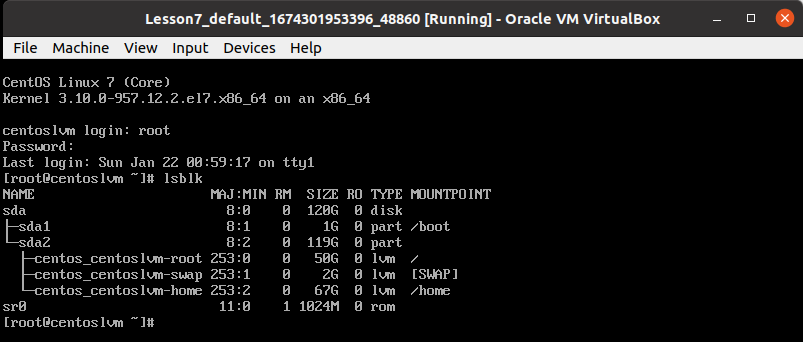 Lesson7_default_1674301953396_48860 [Running] - Oracle VM VirtualBox
File Machine View Input Devices Help
CentOS Linux 7 (Core)
Kernel 3.10.0-957.12.2.el7.x86_64 on an x86_64
centoslvm login: root
Password:
Last login: Sun Jan 22 00:59:17 on tty1
[root@centoslvm ~]# lsblk
NAME                      MAJ:MIN RM  SIZE RO TYPE MOUNTPOINT
sda                         8:0    0  120G  0 disk
├─sda1                      8:1    0    1G  0 part /boot
└─sda2                      8:2    0  119G  0 part
  ├─centos_centoslvm-root 253:0    0   50G  0 lvm  /
  ├─centos_centoslvm-swap 253:1    0    2G  0 lvm  [SWAP]
  └─centos_centoslvm-home 253:2    0   67G  0 lvm  /home
sr0                        11:0    1 1024M  0 rom
[root@centoslvm ~]#